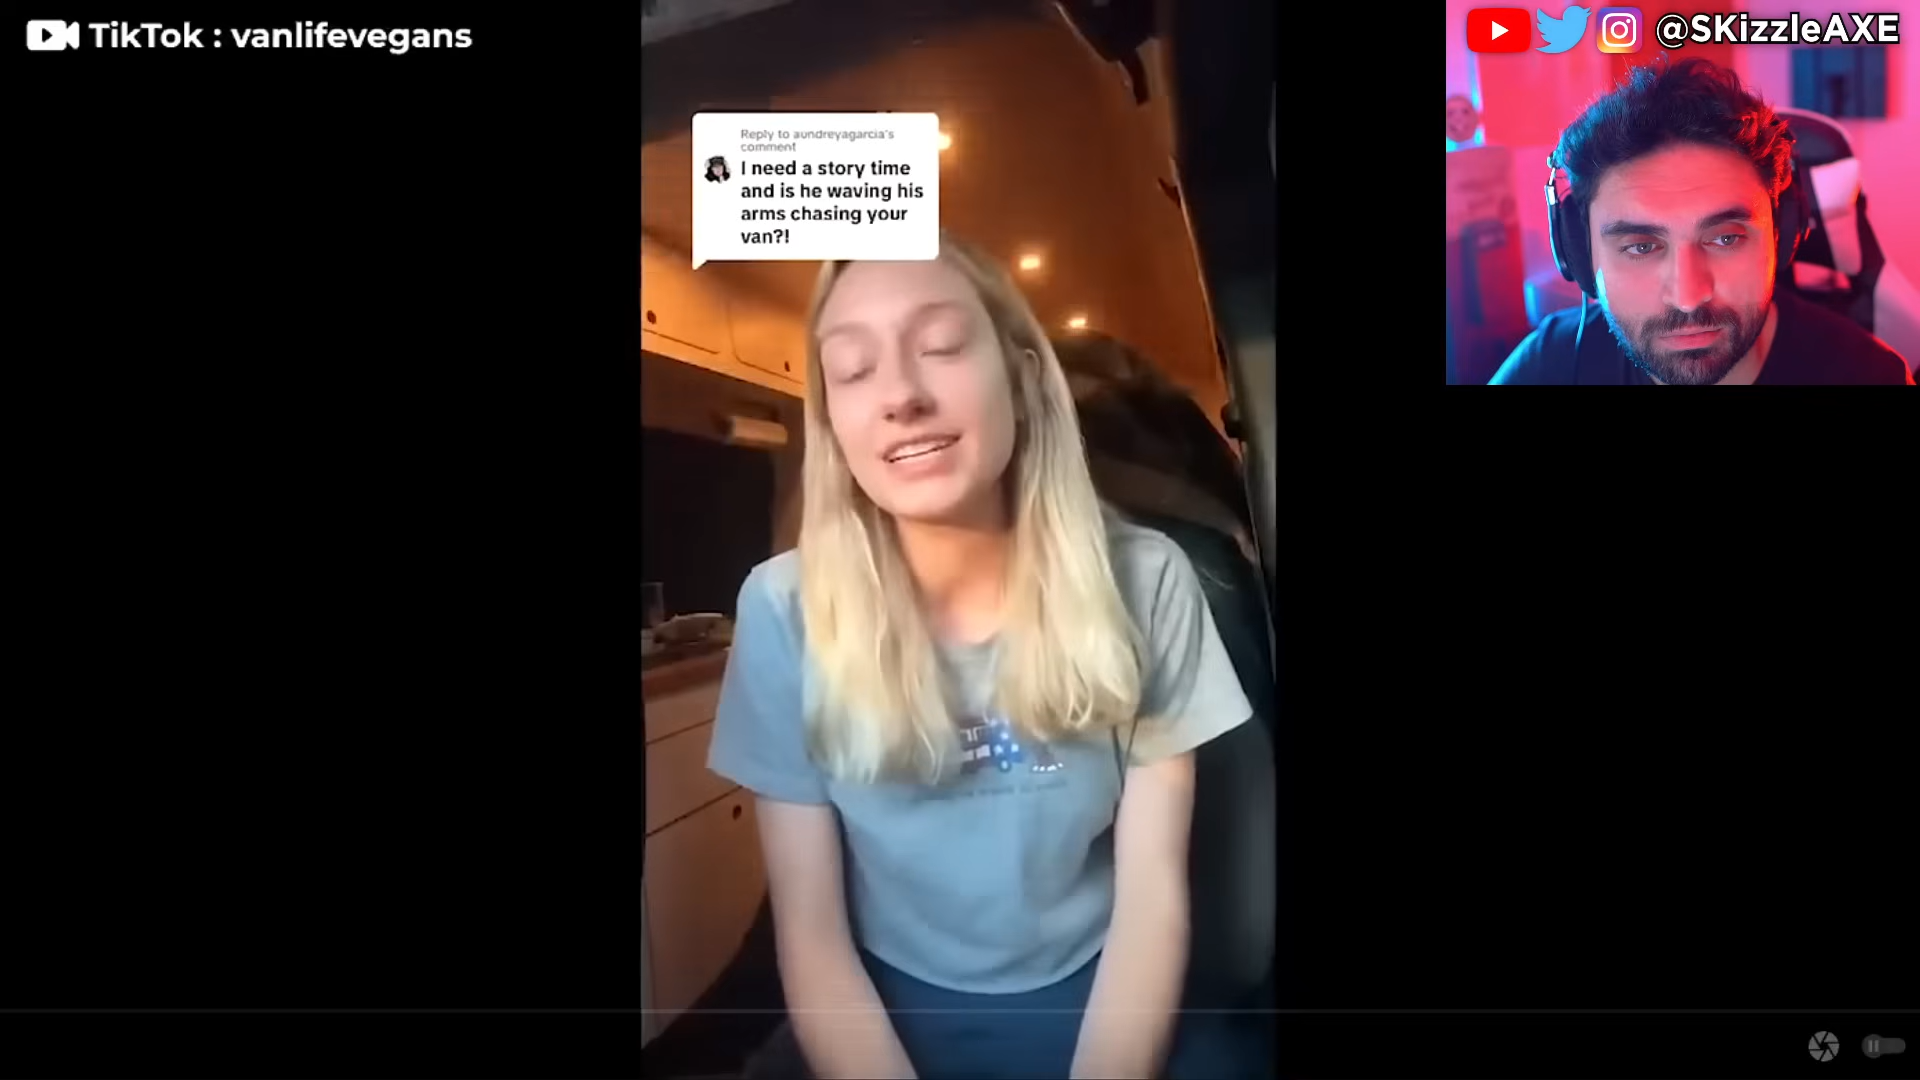 TikTok : vanlifevegans
@SKizzleAXE
Reply to aundreyagarcia's
comment
I need a story time
and is he waving his
arms chasing your
van?!